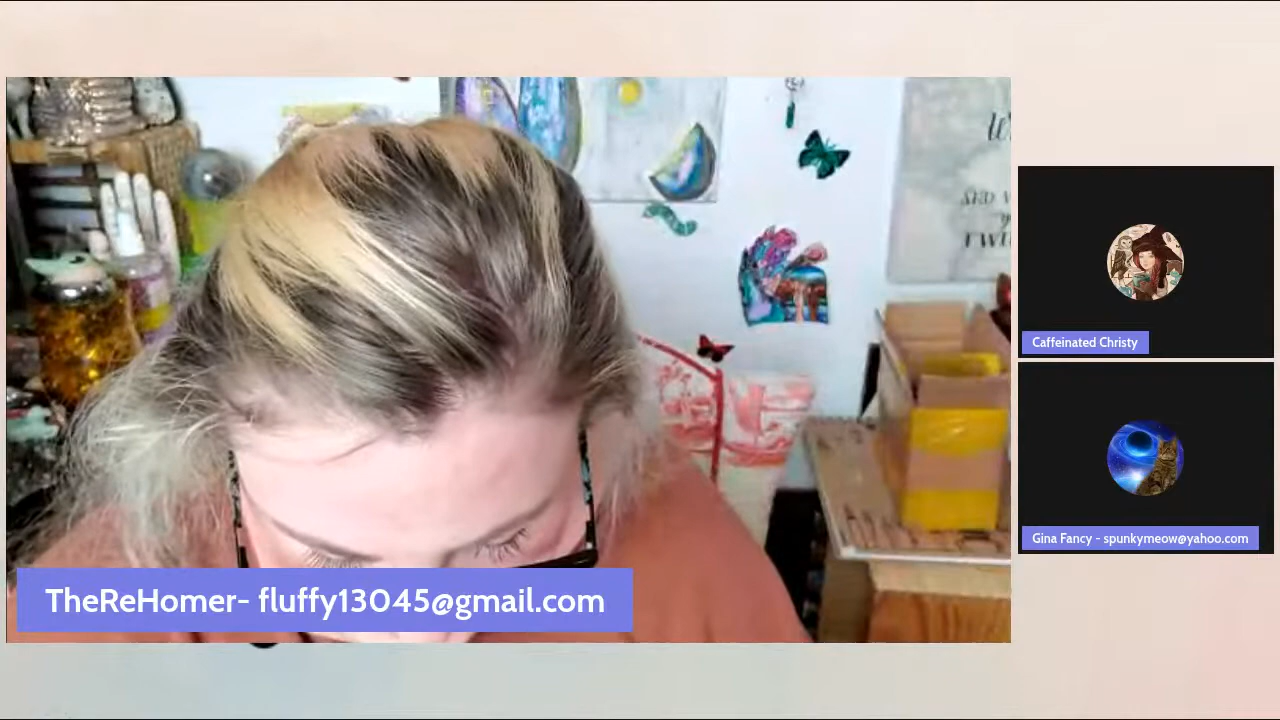 TheReHomer- fluffy13045@gmail.com
Caffeinated Christy
Gina Fancy - spunkymeow@yahoo.com